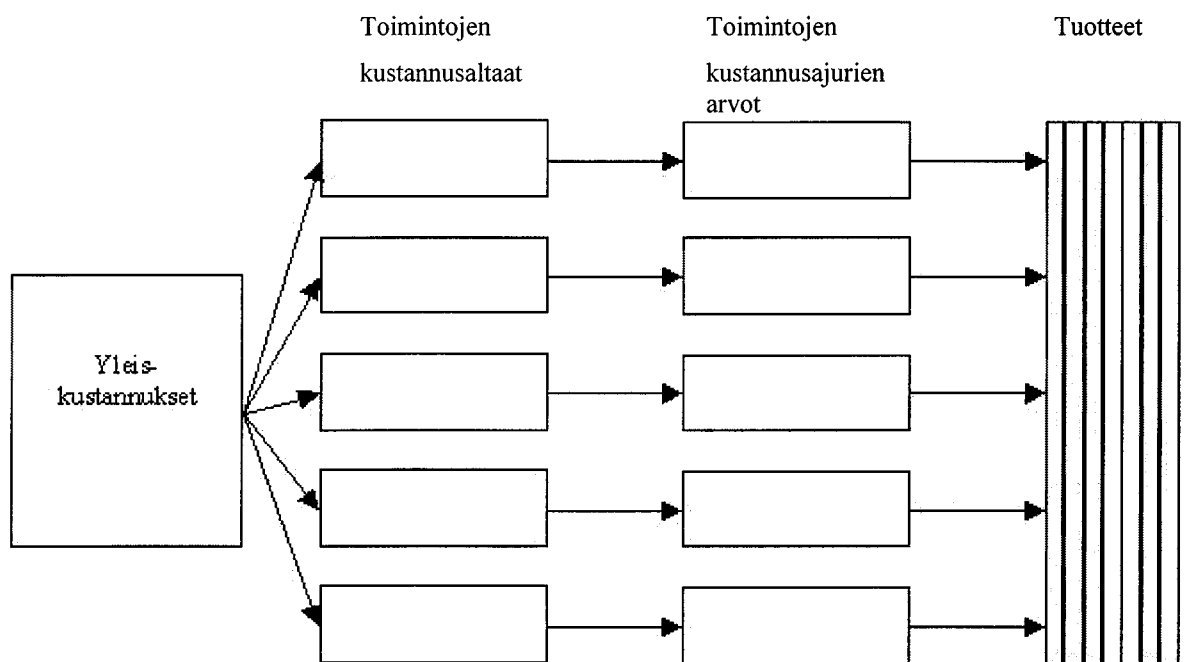 Toimintojen
kustannusaltaat
Toimintojen
kustannusajurien
arvot
Tuotteet
Yleis-
kustannukset